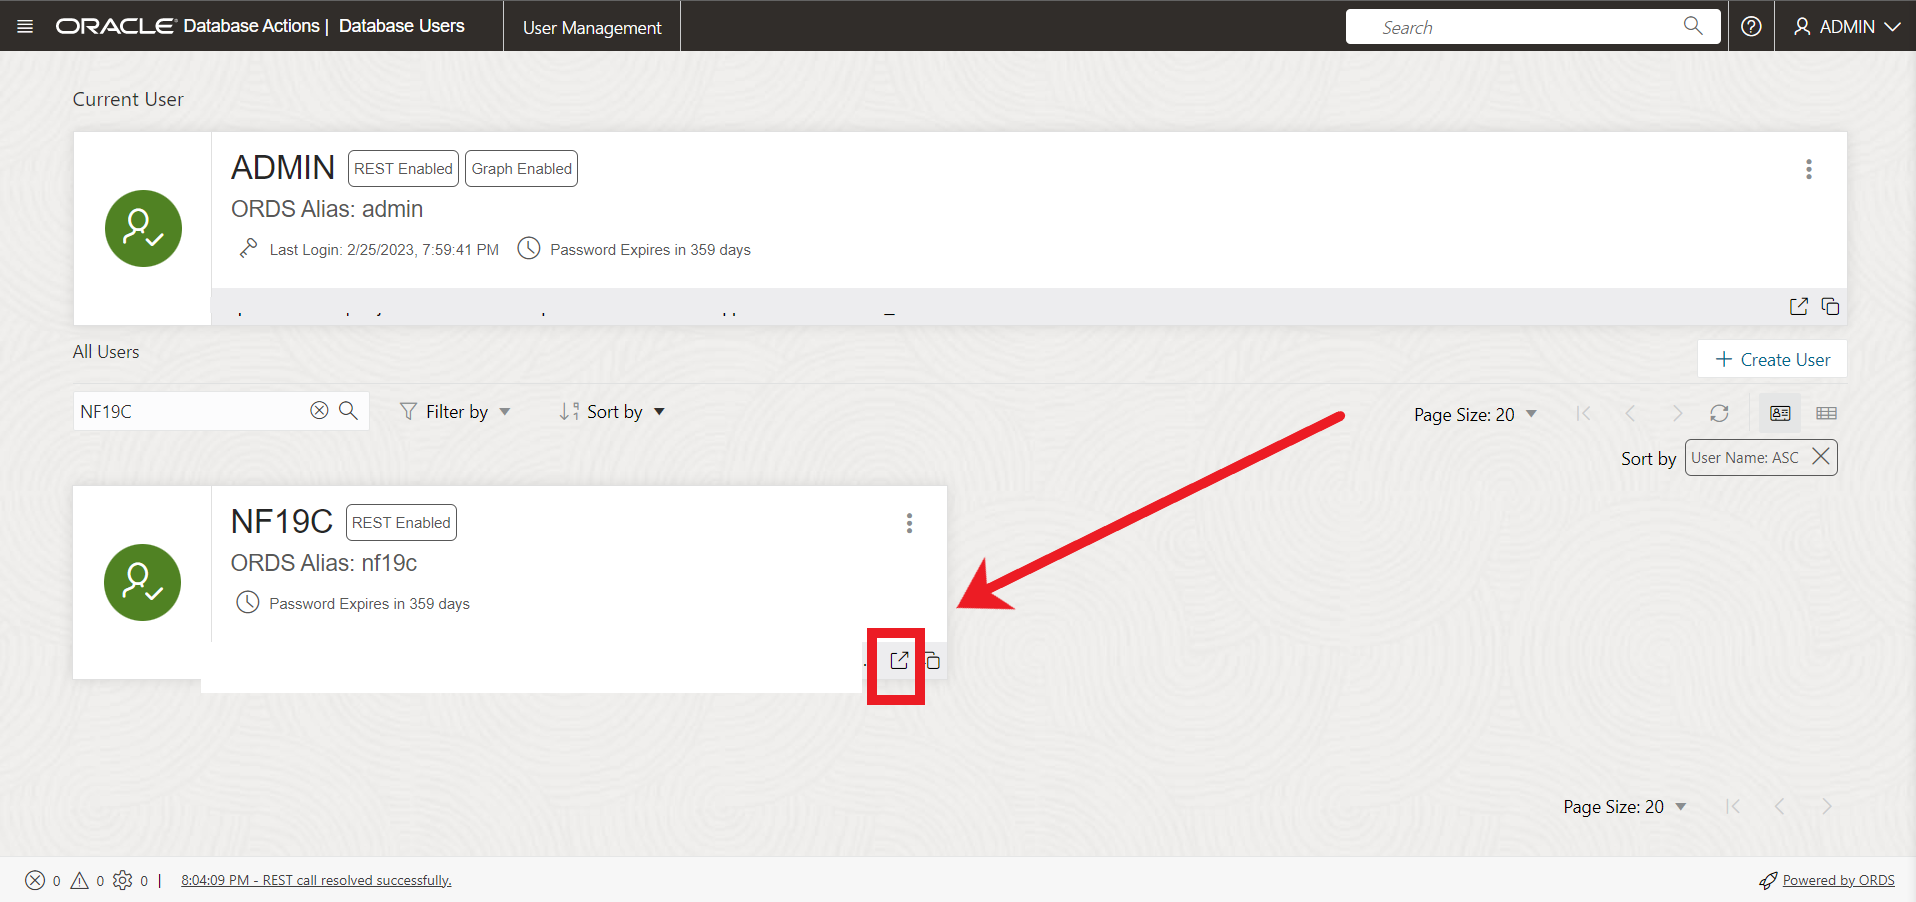 ORACLE® Database Actions | Database Users
User Management
Search
ADMIN
Current User
ADMIN
REST Enabled
Graph Enabled
ORDS Alias: admin
Last Login: 2/25/2023, 7:59:41 PM
Password Expires in 359 days
All Users
+ Create User
NF19C
Filter by
Sort by
Page Size: 20
Sort by
User Name: ASC
NF19C
REST Enabled
ORDS Alias: nf19c
Password Expires in 359 days
Page Size: 20
0 0 0 | 8:04:09 PM - REST call resolved successfully.
Powered by ORDS